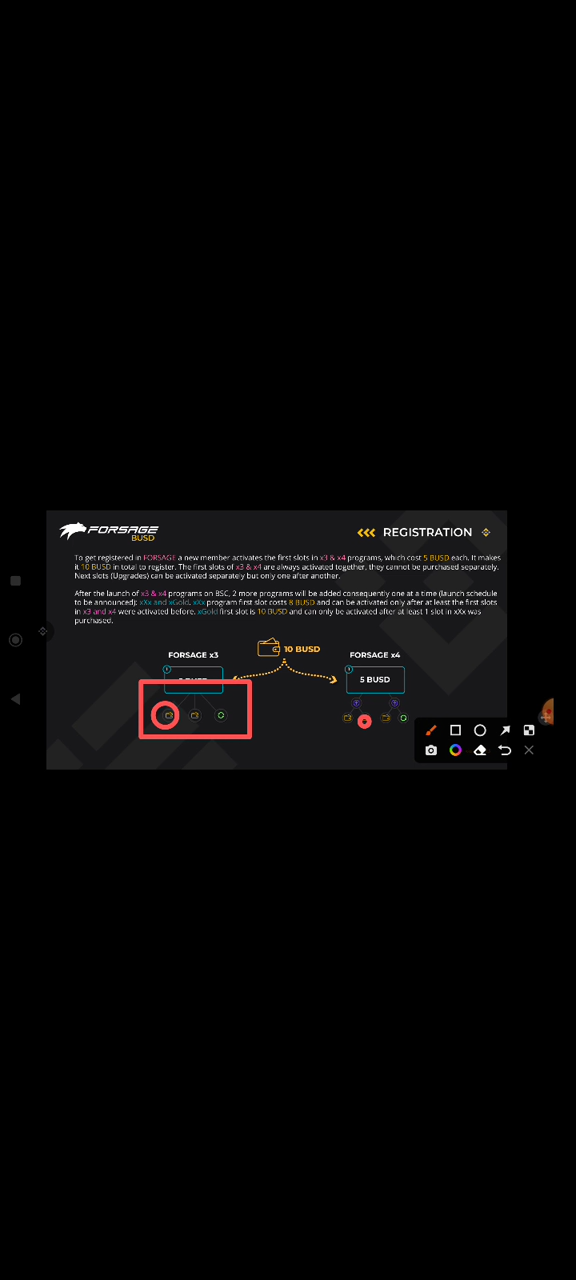 FORSAGE
BUSD
REGISTRATION
To get registered in FORSAGE a new member activates the first slots in x3 & x4 programs, which cost 5 BUSD each. It makes
it 10 BUSD in total to register. The first slots of x3 & x4 are always activated together, they cannot be purchased separately.
Next slots (Upgrades) can be activated separately but only one after another.
After the launch of x3 & x4 programs on BSC, 2 more programs will be added consequently one at a time (launch schedule
to be announced): xXx and xGold. xXx program first slot costs 8 BUSD and can be activated only after at least the first slots
in x3 and x4 were activated before. xGold first slot is 10 BUSD and can only be activated after at least 1 slot in xXx was
purchased.
10 BUSD
FORSAGE x3
FORSAGE x4
1
1
5 BUSD